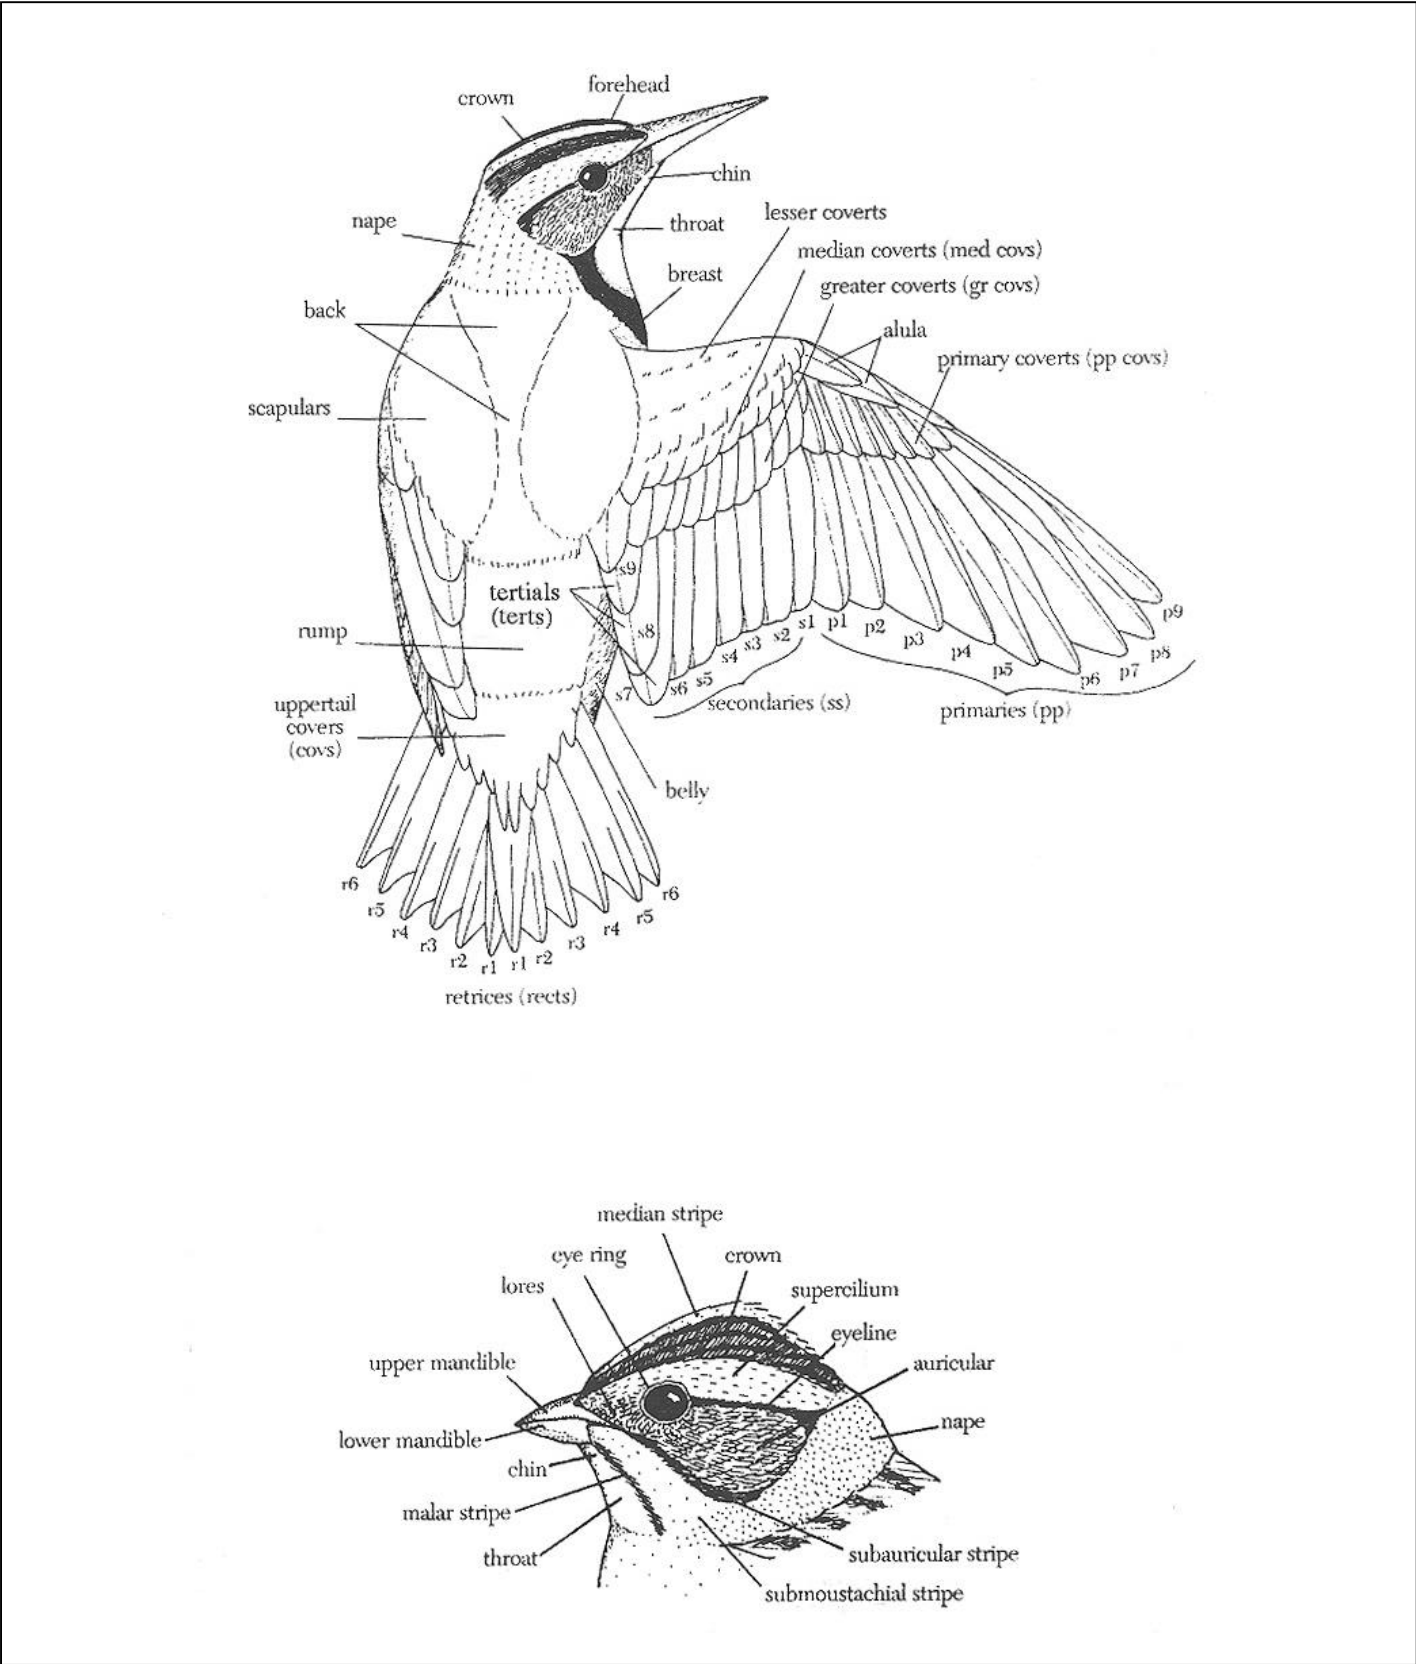 forehead
crown
chin
lesser coverts
nape
throat
median coverts (med covs)
breast
greater coverts (gr covs)
back
alula
primary coverts (pp covs)
scapulars
s9
tertials
(terts)
s8
rump
s7
s6
s5
s4
s3
s2
s1
p1
p2
p3
p4
p5
p6
p7
p8
p9
secondaries (ss)
primaries (pp)
uppertail
covers
(covs)
belly
r6
r5
r4
r3
r2
r1
r1
r2
r3
r4
r5
r6
retrices (rects)
median stripe
eye ring
crown
lores
supercilium
eyeline
upper mandible
auricular
nape
lower mandible
chin
malar stripe
throat
subauricular stripe
submoustachial stripe